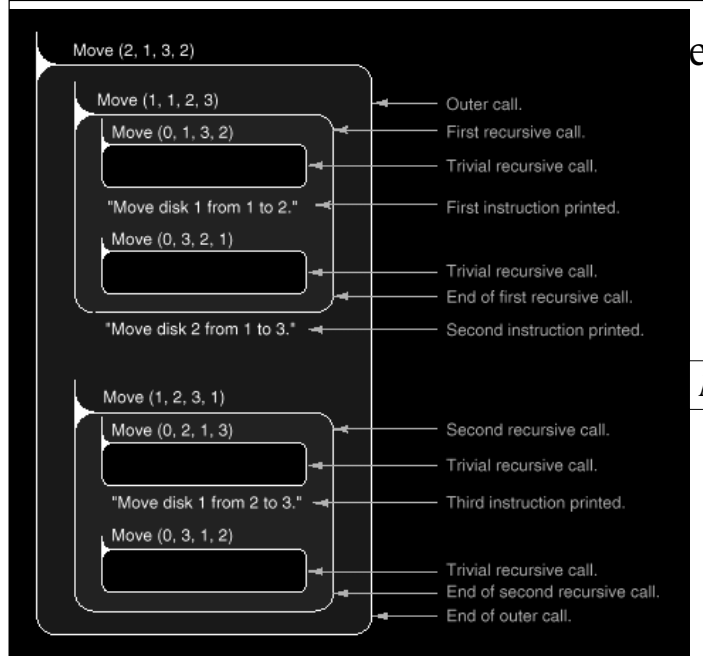 Move (2, 1, 3, 2)
Move (1, 1, 2, 3)
Outer call.
Move (0, 1, 3, 2)
First recursive call.
Trivial recursive call.
"Move disk 1 from 1 to 2."
First instruction printed.
Move (0, 3, 2, 1)
Trivial recursive call.
End of first recursive call.
"Move disk 2 from 1 to 3."
Second instruction printed.
Move (1, 2, 3, 1)
Move (0, 2, 1, 3)
Second recursive call.
Trivial recursive call.
"Move disk 1 from 2 to 3."
Third instruction printed.
Move (0, 3, 1, 2)
Trivial recursive call.
End of second recursive call.
End of outer call.